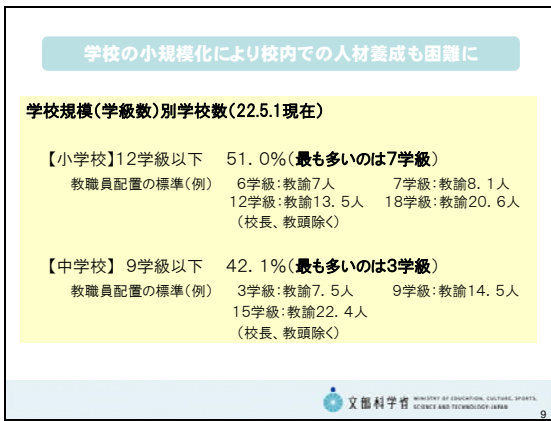 学校の小規模化により校内での人材養成も困難に
学校規模(学級数)別学校数(22.5.1現在)
【小学校】12学級以下 51.0%(最も多いのは7学級)
教職員配置の標準(例) 6学級:教諭7人 7学級:教諭8.1人
12学級:教諭13.5人 18学級:教諭20.6人
(校長、教頭除く)
【中学校】 9学級以下 42.1%(最も多いのは3学級)
教職員配置の標準(例) 3学級:教諭7.5人 9学級:教諭14.5人
15学級:教諭22.4人
(校長、教頭除く)
文部科学省 MINISTRY OF EDUCATION, CULTURE, SPORTS,
SCIENCE AND TECHNOLOGY-JAPAN
9